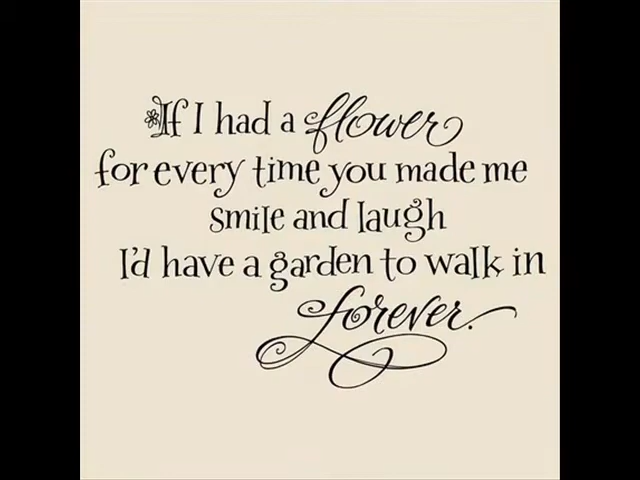 If I had a flower
for every time you made me
smile and laugh
I'd have a garden to walk in
forever.